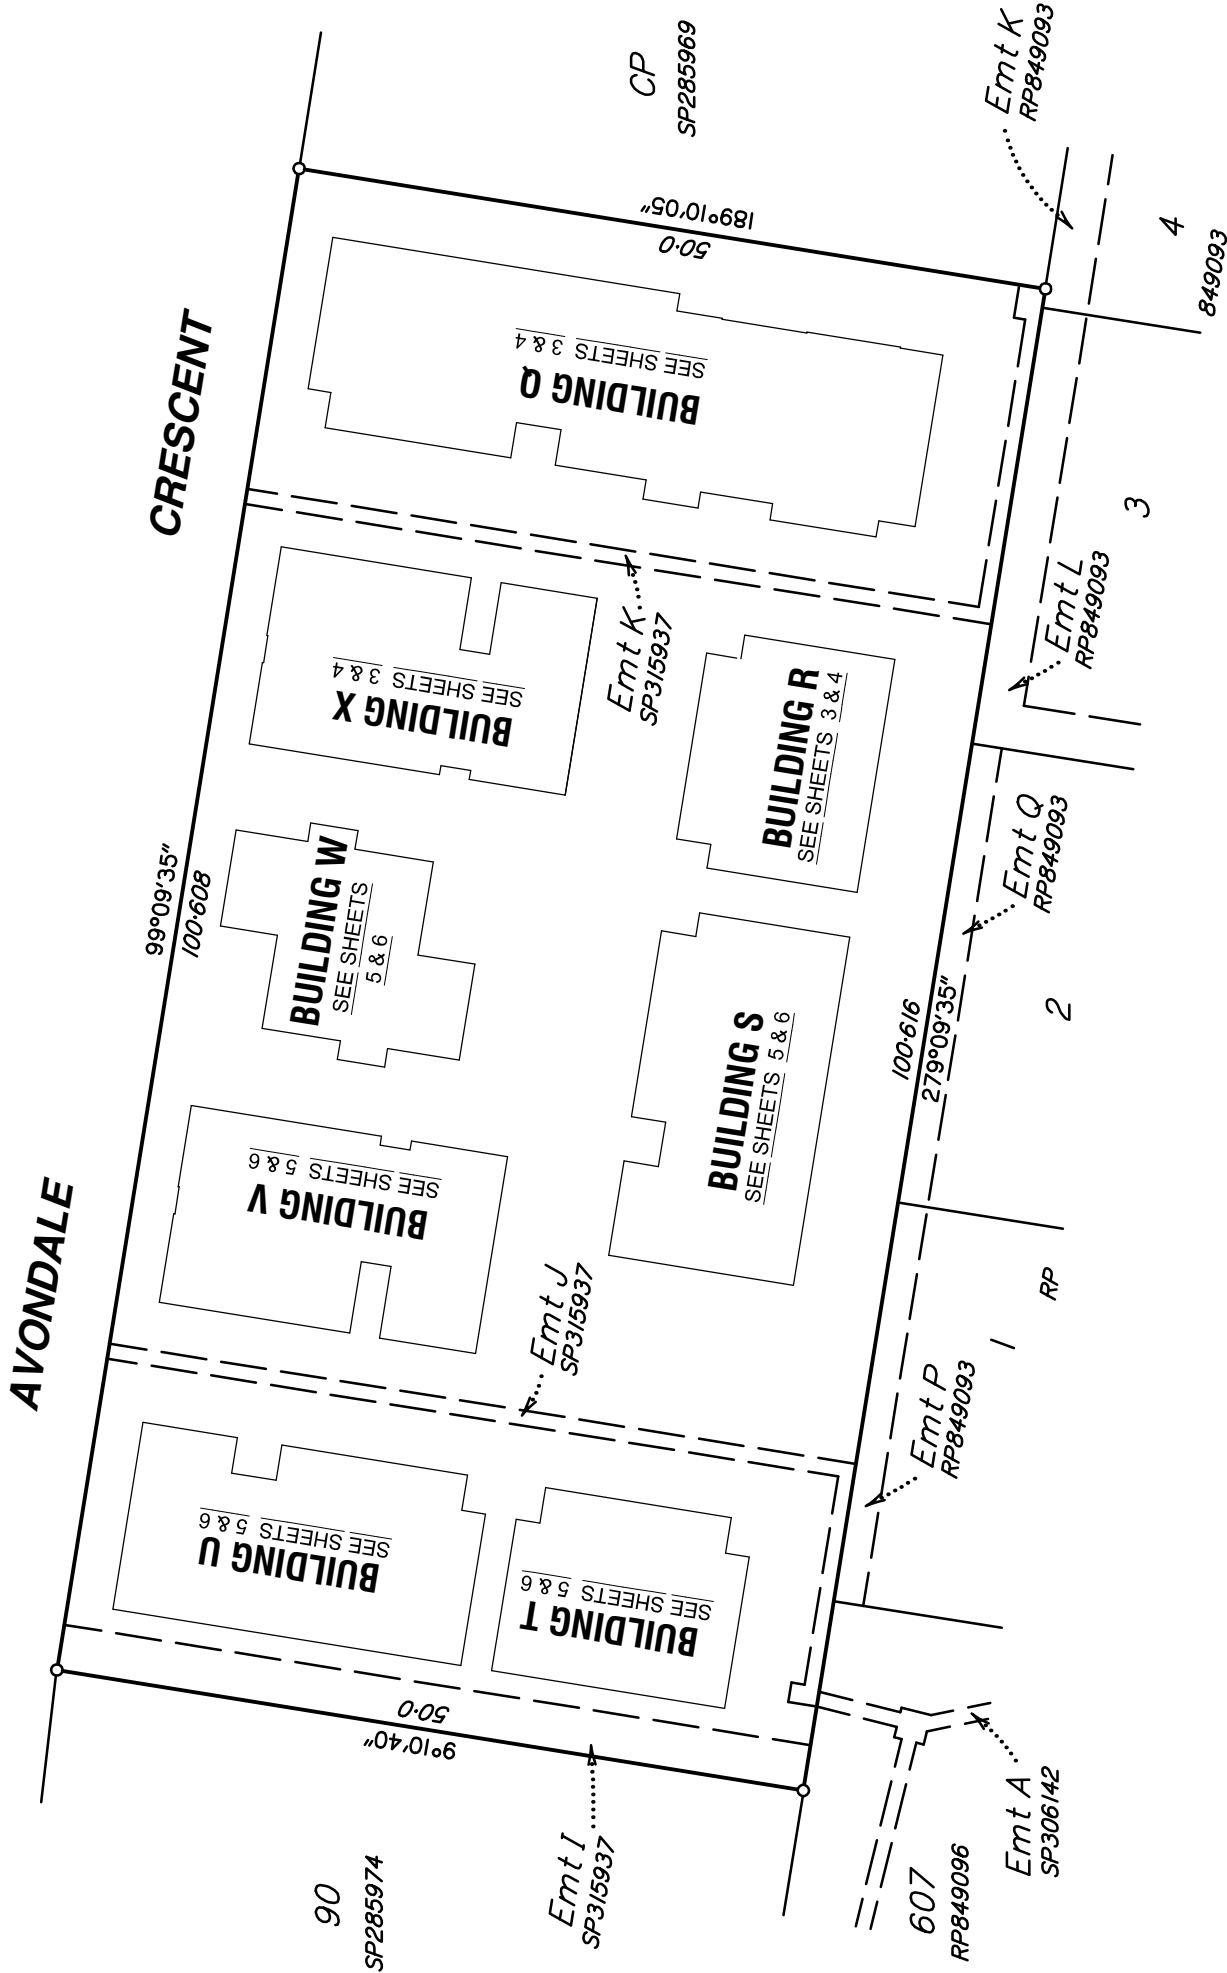 AVONDALE
CRESCENT
99°09'35"
100·608
CP
SP285969
189°10'05"
50·0
Emt K
RP849093
4
849093
BUILDING Q
SEE SHEETS 3 & 4
BUILDING X
SEE SHEETS 3 & 4
Emt K
SP315937
BUILDING R
SEE SHEETS 3 & 4
3
Emt L
RP849093
BUILDING W
SEE SHEETS
5 & 6
BUILDING S
SEE SHEETS 5 & 6
100·616
279°09'35"
Emt Q
RP849093
2
BUILDING V
SEE SHEETS 5 & 6
Emt J
SP315937
RP
1
Emt P
RP849093
BUILDING U
SEE SHEETS 5 & 6
BUILDING T
SEE SHEETS 5 & 6
50·0
9°10'40"
90
SP285974
Emt I
SP315937
607
RP849096
Emt A
SP306142